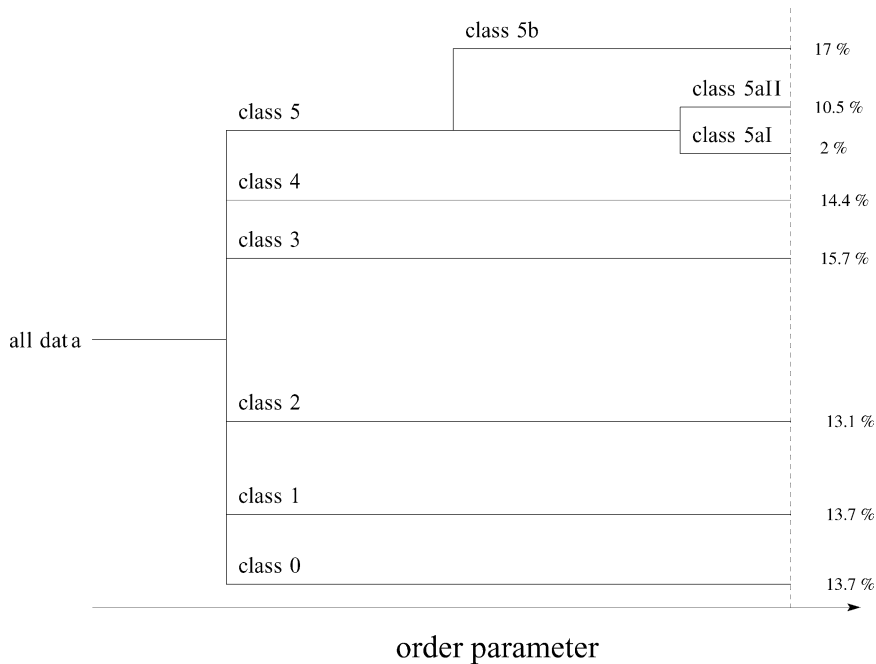 class 5b
17 %
class 5aII
10.5 %
class 5
class 5aI
2 %
class 4
14.4 %
class 3
15.7 %
all data
class 2
13.1 %
class 1
13.7 %
class 0
13.7 %
order parameter